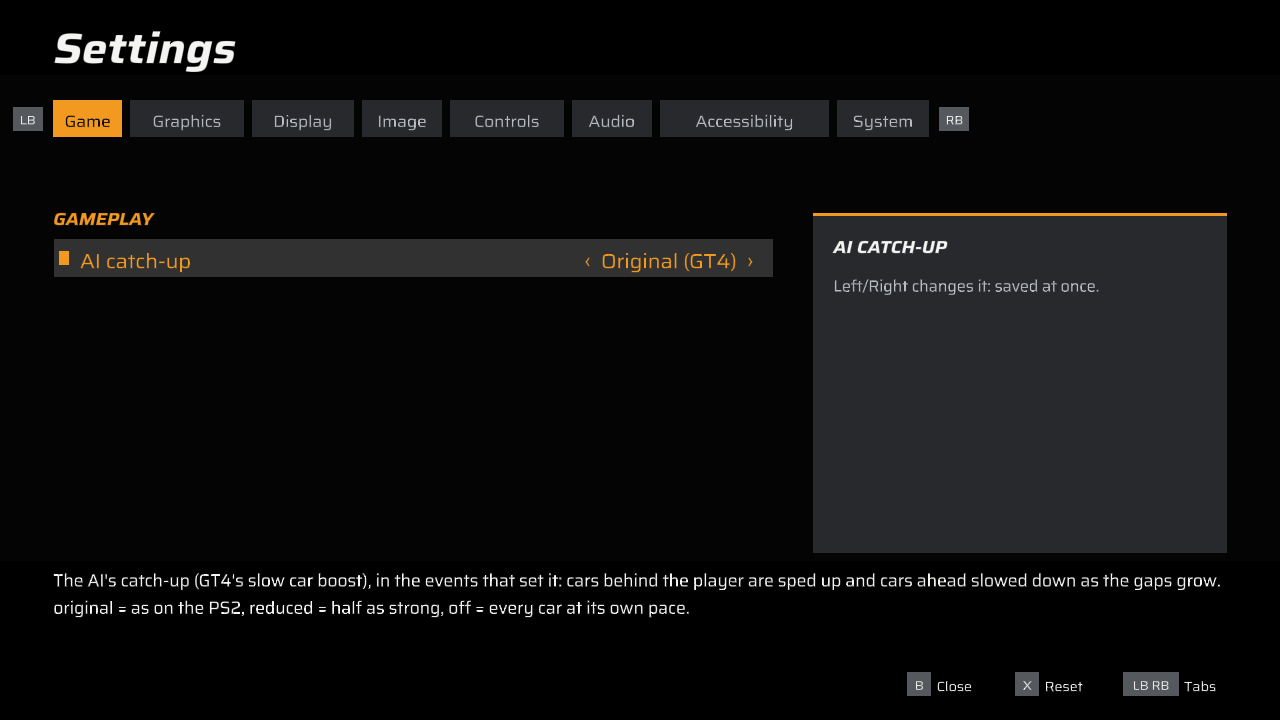 Settings
LB Game Graphics Display Image Controls Audio Accessibility System RB
GAMEPLAY
AI catch-up ‹ Original (GT4) ›
AI CATCH-UP
Left/Right changes it: saved at once.
The AI's catch-up (GT4's slow car boost), in the events that set it: cars behind the player are sped up and cars ahead slowed down as the gaps grow.
original = as on the PS2, reduced = half as strong, off = every car at its own pace.
B Close X Reset LB RB Tabs